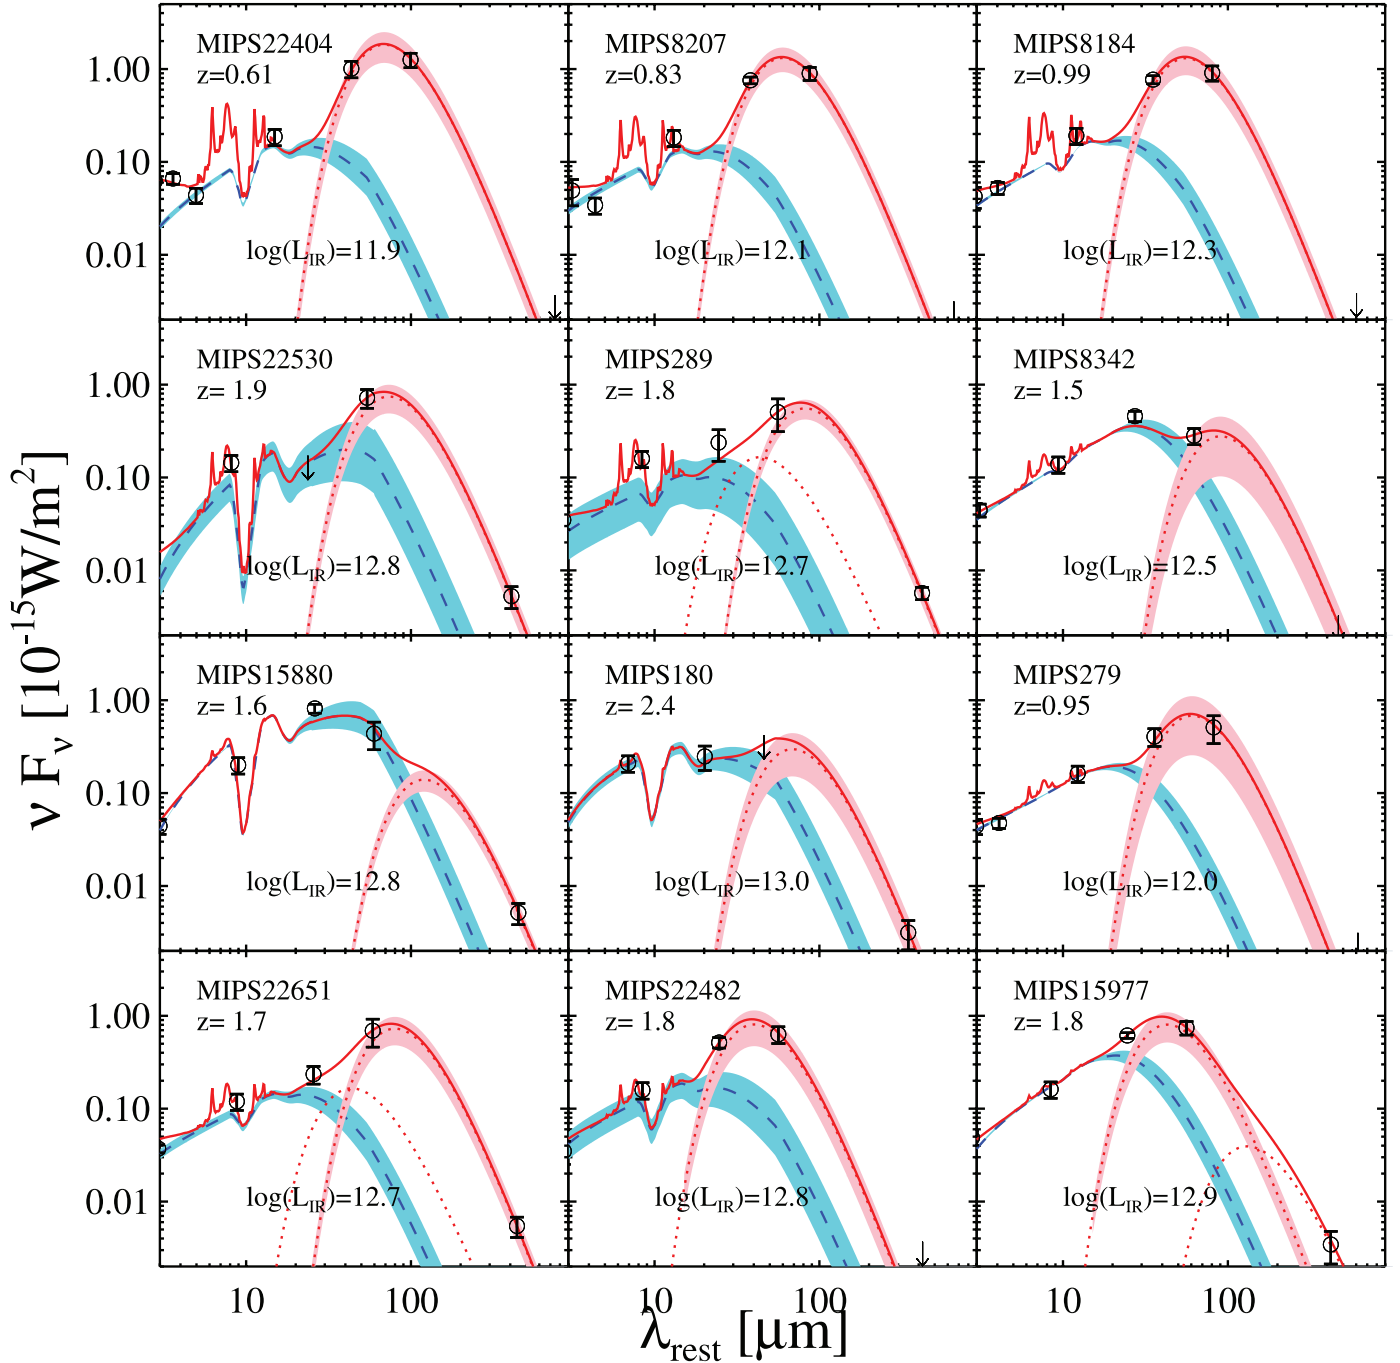 MIPS22404
z=0.61
1.00
0.10
0.01
log(L_IR)=11.9
MIPS8207
z=0.83
log(L_IR)=12.1
MIPS8184
z=0.99
log(L_IR)=12.3
MIPS22530
z= 1.9
1.00
0.10
0.01
log(L_IR)=12.8
MIPS289
z= 1.8
log(L_IR)=12.7
MIPS8342
z= 1.5
log(L_IR)=12.5
MIPS15880
z= 1.6
1.00
0.10
0.01
log(L_IR)=12.8
MIPS180
z= 2.4
log(L_IR)=13.0
MIPS279
z=0.95
log(L_IR)=12.0
MIPS22651
z= 1.7
1.00
0.10
0.01
log(L_IR)=12.7
MIPS22482
z= 1.8
log(L_IR)=12.8
MIPS15977
z= 1.8
log(L_IR)=12.9
ν F_ν [10^-15 W/m^2]
10 100 10 100 10 100
λ_rest [μm]